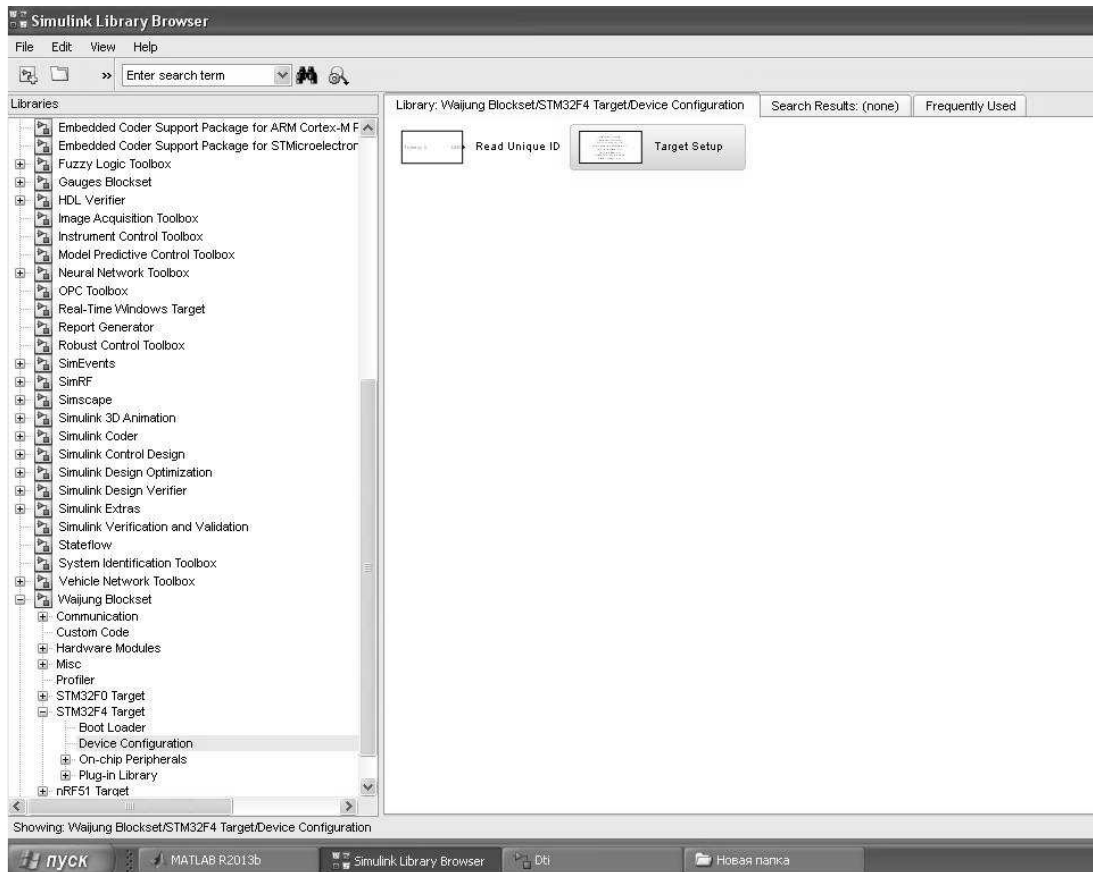 Simulink Library Browser
File Edit View Help
» Enter search term
Libraries
Embedded Coder Support Package for ARM Cortex-M F
Embedded Coder Support Package for STMicroelectror
Fuzzy Logic Toolbox
Gauges Blockset
HDL Verifier
Image Acquisition Toolbox
Instrument Control Toolbox
Model Predictive Control Toolbox
Neural Network Toolbox
OPC Toolbox
Real-Time Windows Target
Report Generator
Robust Control Toolbox
SimEvents
SimRF
Simscape
Simulink 3D Animation
Simulink Coder
Simulink Control Design
Simulink Design Optimization
Simulink Design Verifier
Simulink Extras
Simulink Verification and Validation
Stateflow
System Identification Toolbox
Vehicle Network Toolbox
Waijung Blockset
Communication
Custom Code
Hardware Modules
Misc
Profiler
STM32F0 Target
STM32F4 Target
Boot Loader
Device Configuration
On-chip Peripherals
Plug-in Library
nRF51 Target
Library: Waijung Blockset/STM32F4 Target/Device Configuration Search Results: (none) Frequently Used
Read Unique ID Target Setup
Showing: Waijung Blockset/STM32F4 Target/Device Configuration
пуск MATLAB R2013b Simulink Library Browser Dti Новая папка